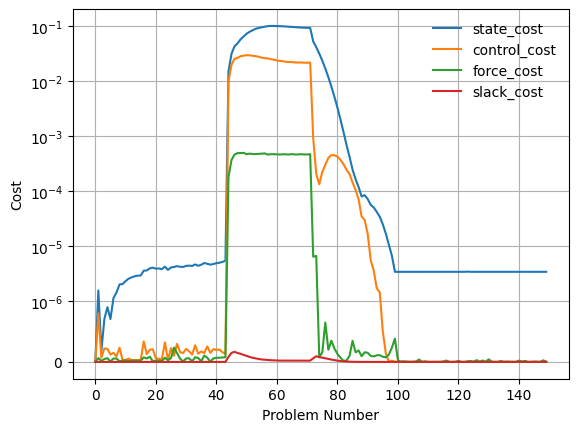 state_cost
control_cost
force_cost
slack_cost
Cost
10⁻¹
10⁻²
10⁻³
10⁻⁴
10⁻⁵
10⁻⁶
0
0 20 40 60 80 100 120 140
Problem Number